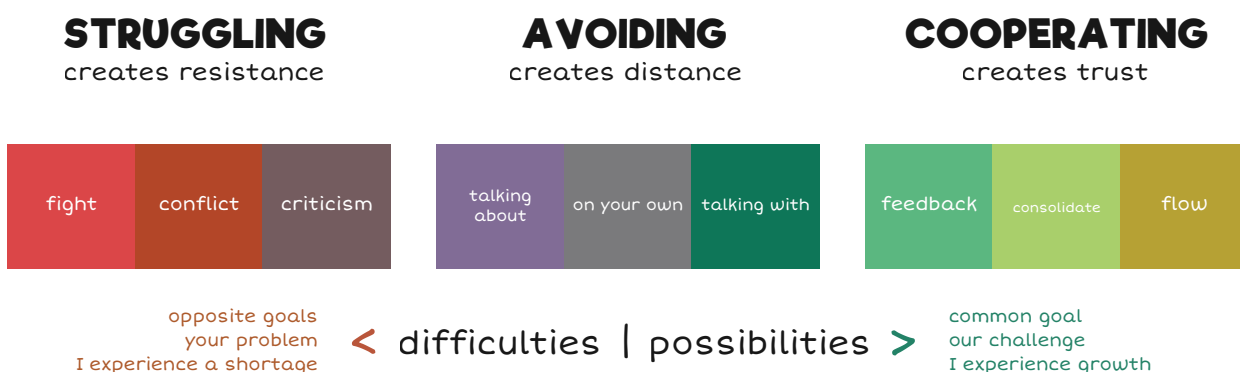 STRUGGLING
creates resistance
AVOIDING
creates distance
COOPERATING
creates trust
fight
conflict
criticism
talking
about
on your own
talking with
feedback
consolidate
flow
opposite goals
your problem
I experience a shortage
< difficulties | possibilities >
common goal
our challenge
I experience growth